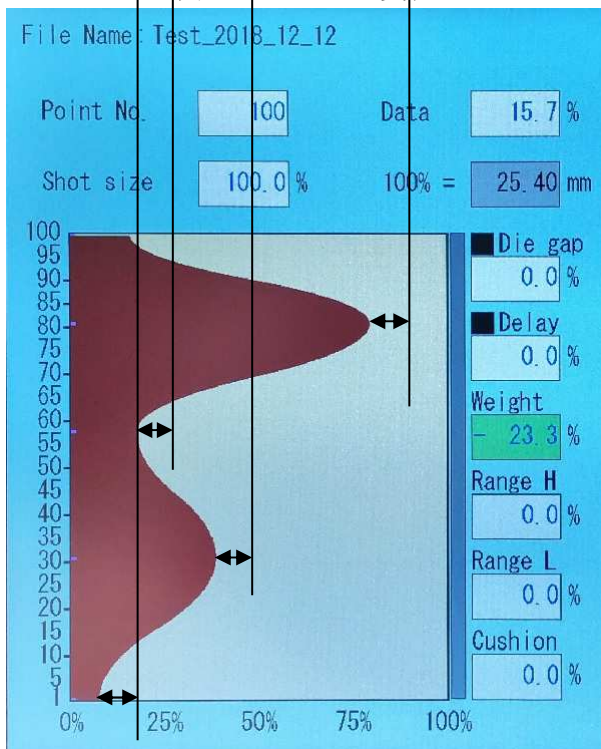 File Name: Test_2018_12_12
Point No. 100 Data 15.7 %
Shot size 100.0 % 100% = 25.40 mm
100
95
90
85
80
75
70
65
60
55
50
45
40
35
30
25
20
15
10
5
1
0% 25% 50% 75% 100%
Die gap
0.0 %
Delay
0.0 %
Weight
- 23.3 %
Range H
0.0 %
Range L
0.0 %
Cushion
0.0 %